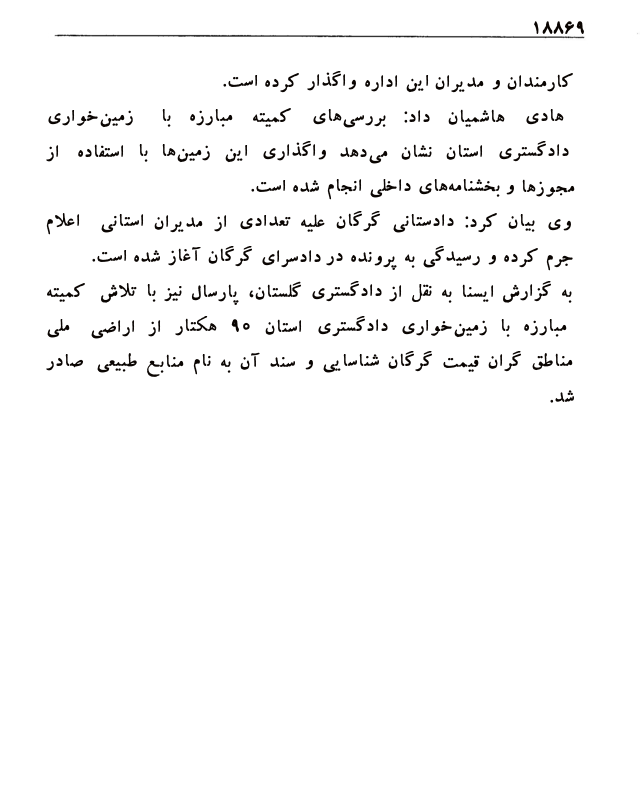 ۱۸۸۶۹
کارمندان و مدیران این اداره واگذار کرده است.
هادی هاشمیان داد: بررسی‌های کمیته مبارزه با زمین‌خواری
دادگستری استان نشان می‌دهد واگذاری این زمین‌ها با استفاده از
مجوزها و بخشنامه‌های داخلی انجام شده است.
وی بیان کرد: دادستانی گرگان علیه تعدادی از مدیران استانی اعلام
جرم کرده و رسیدگی به پرونده در دادسرای گرگان آغاز شده است.
به گزارش ایسنا به نقل از دادگستری گلستان، پارسال نیز با تلاش کمیته
مبارزه با زمین‌خواری دادگستری استان ۹۰ هکتار از اراضی ملی
مناطق گران قیمت گرگان شناسایی و سند آن به نام منابع طبیعی صادر
شد.